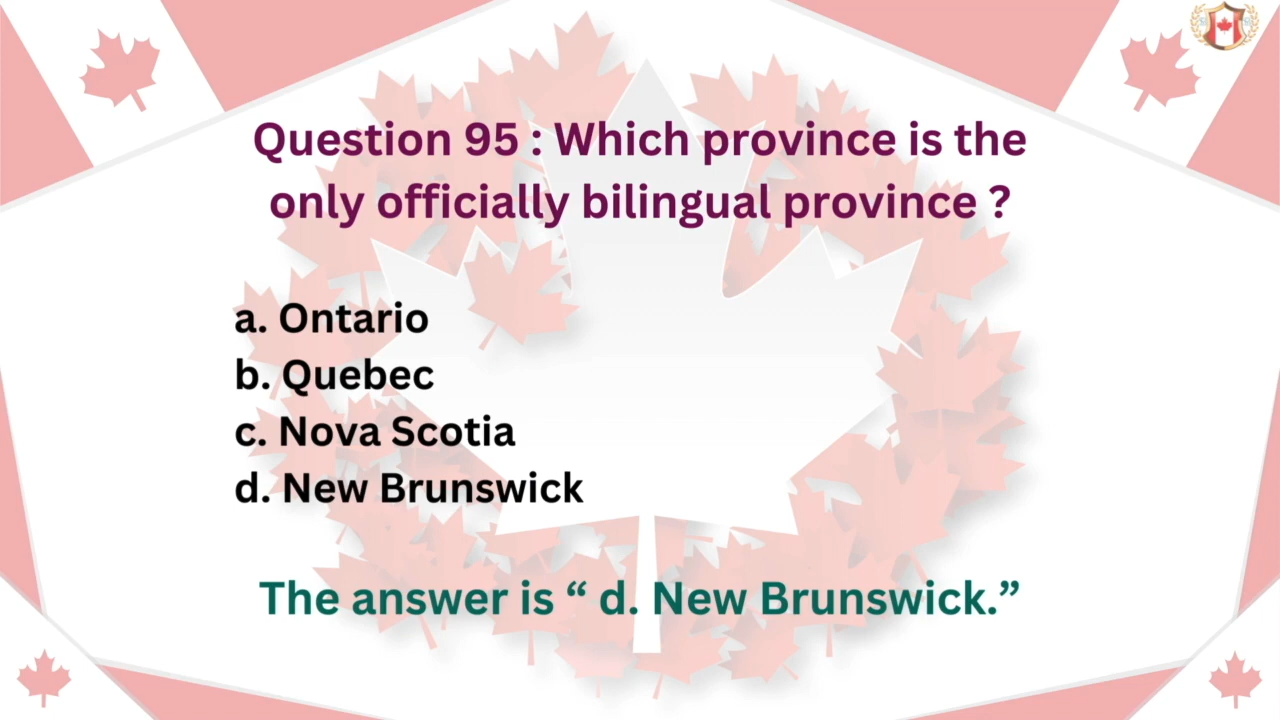 Question 95 : Which province is the
only officially bilingual province ?
a. Ontario
b. Quebec
c. Nova Scotia
d. New Brunswick
The answer is “ d. New Brunswick.”